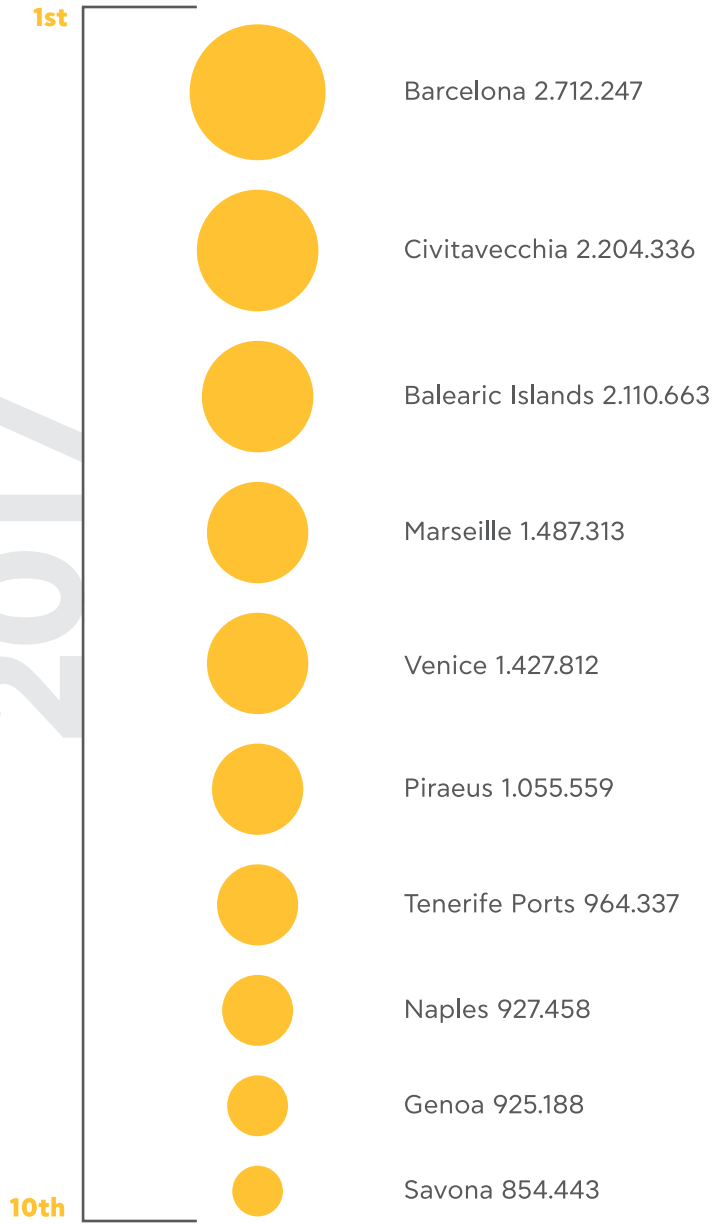 1st
Barcelona 2.712.247
Civitavecchia 2.204.336
Balearic Islands 2.110.663
Marseille 1.487.313
2017
Venice 1.427.812
Piraeus 1.055.559
Tenerife Ports 964.337
Naples 927.458
Genoa 925.188
Savona 854.443
10th